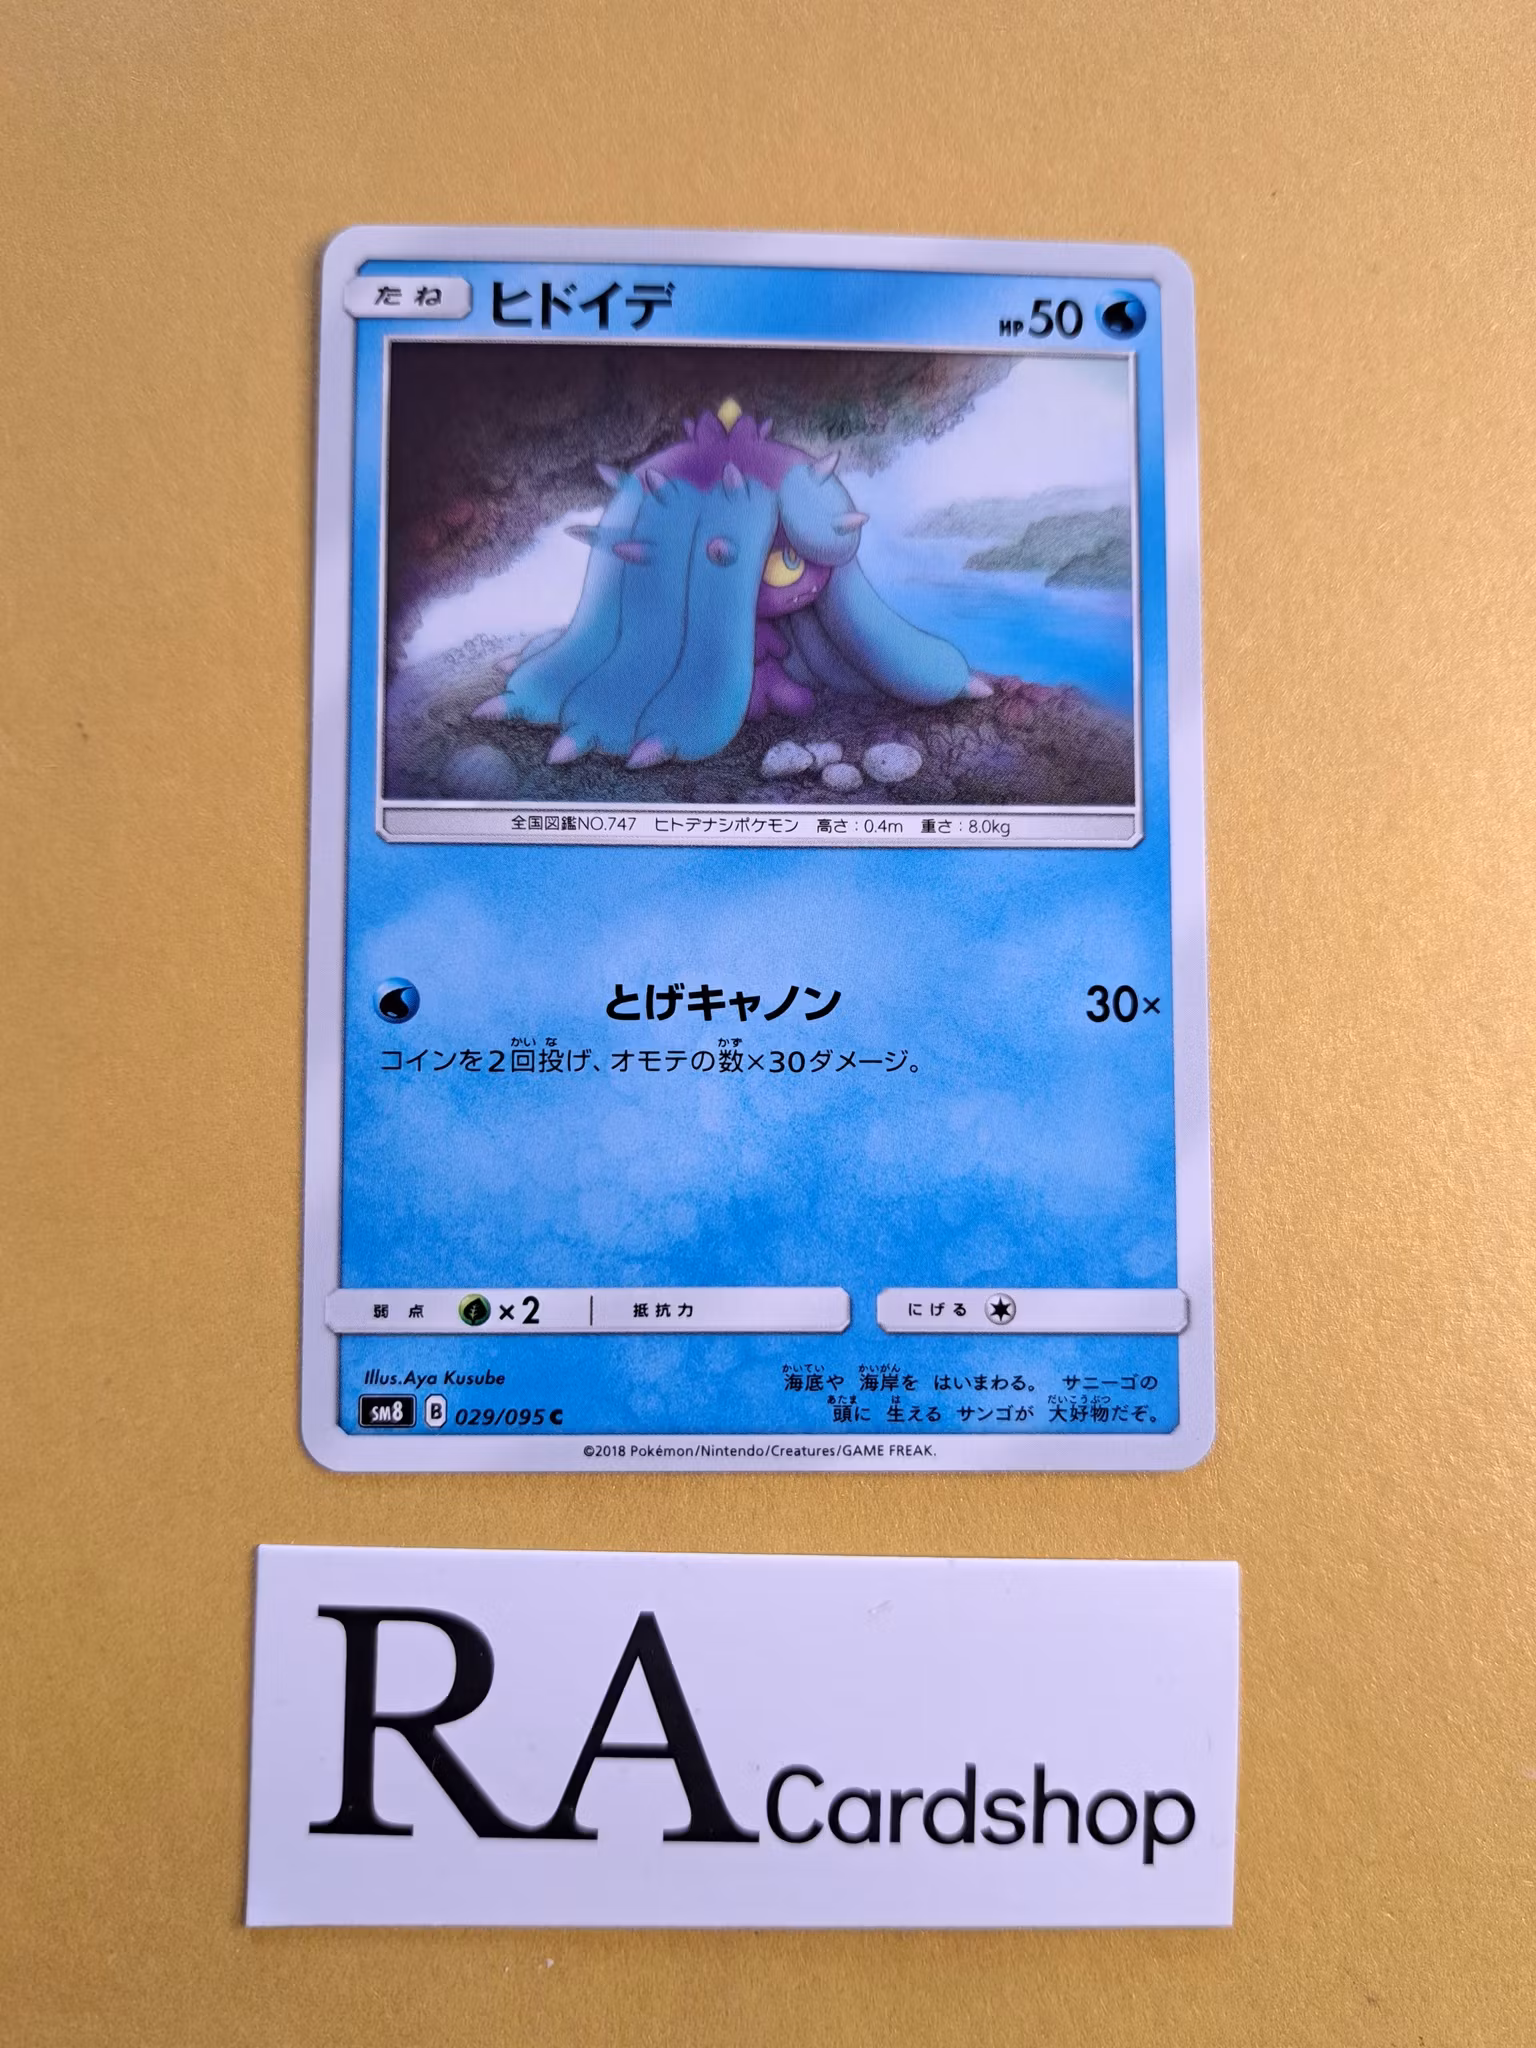 たね ヒドイデ HP50
全国図鑑NO.747 ヒトデナシポケモン 高さ:0.4m 重さ:8.0kg
とげキャノン 30×
コインを2回投げ、オモテの数×30ダメージ。
弱点 ×2 抵抗力 にげる
Illus.Aya Kusube
SM8 B 029/095 C
海底や 海岸を はいまわる。 サニーゴの
頭に 生える サンゴが 大好物だぞ。
©2018 Pokémon/Nintendo/Creatures/GAME FREAK.
RA Cardshop